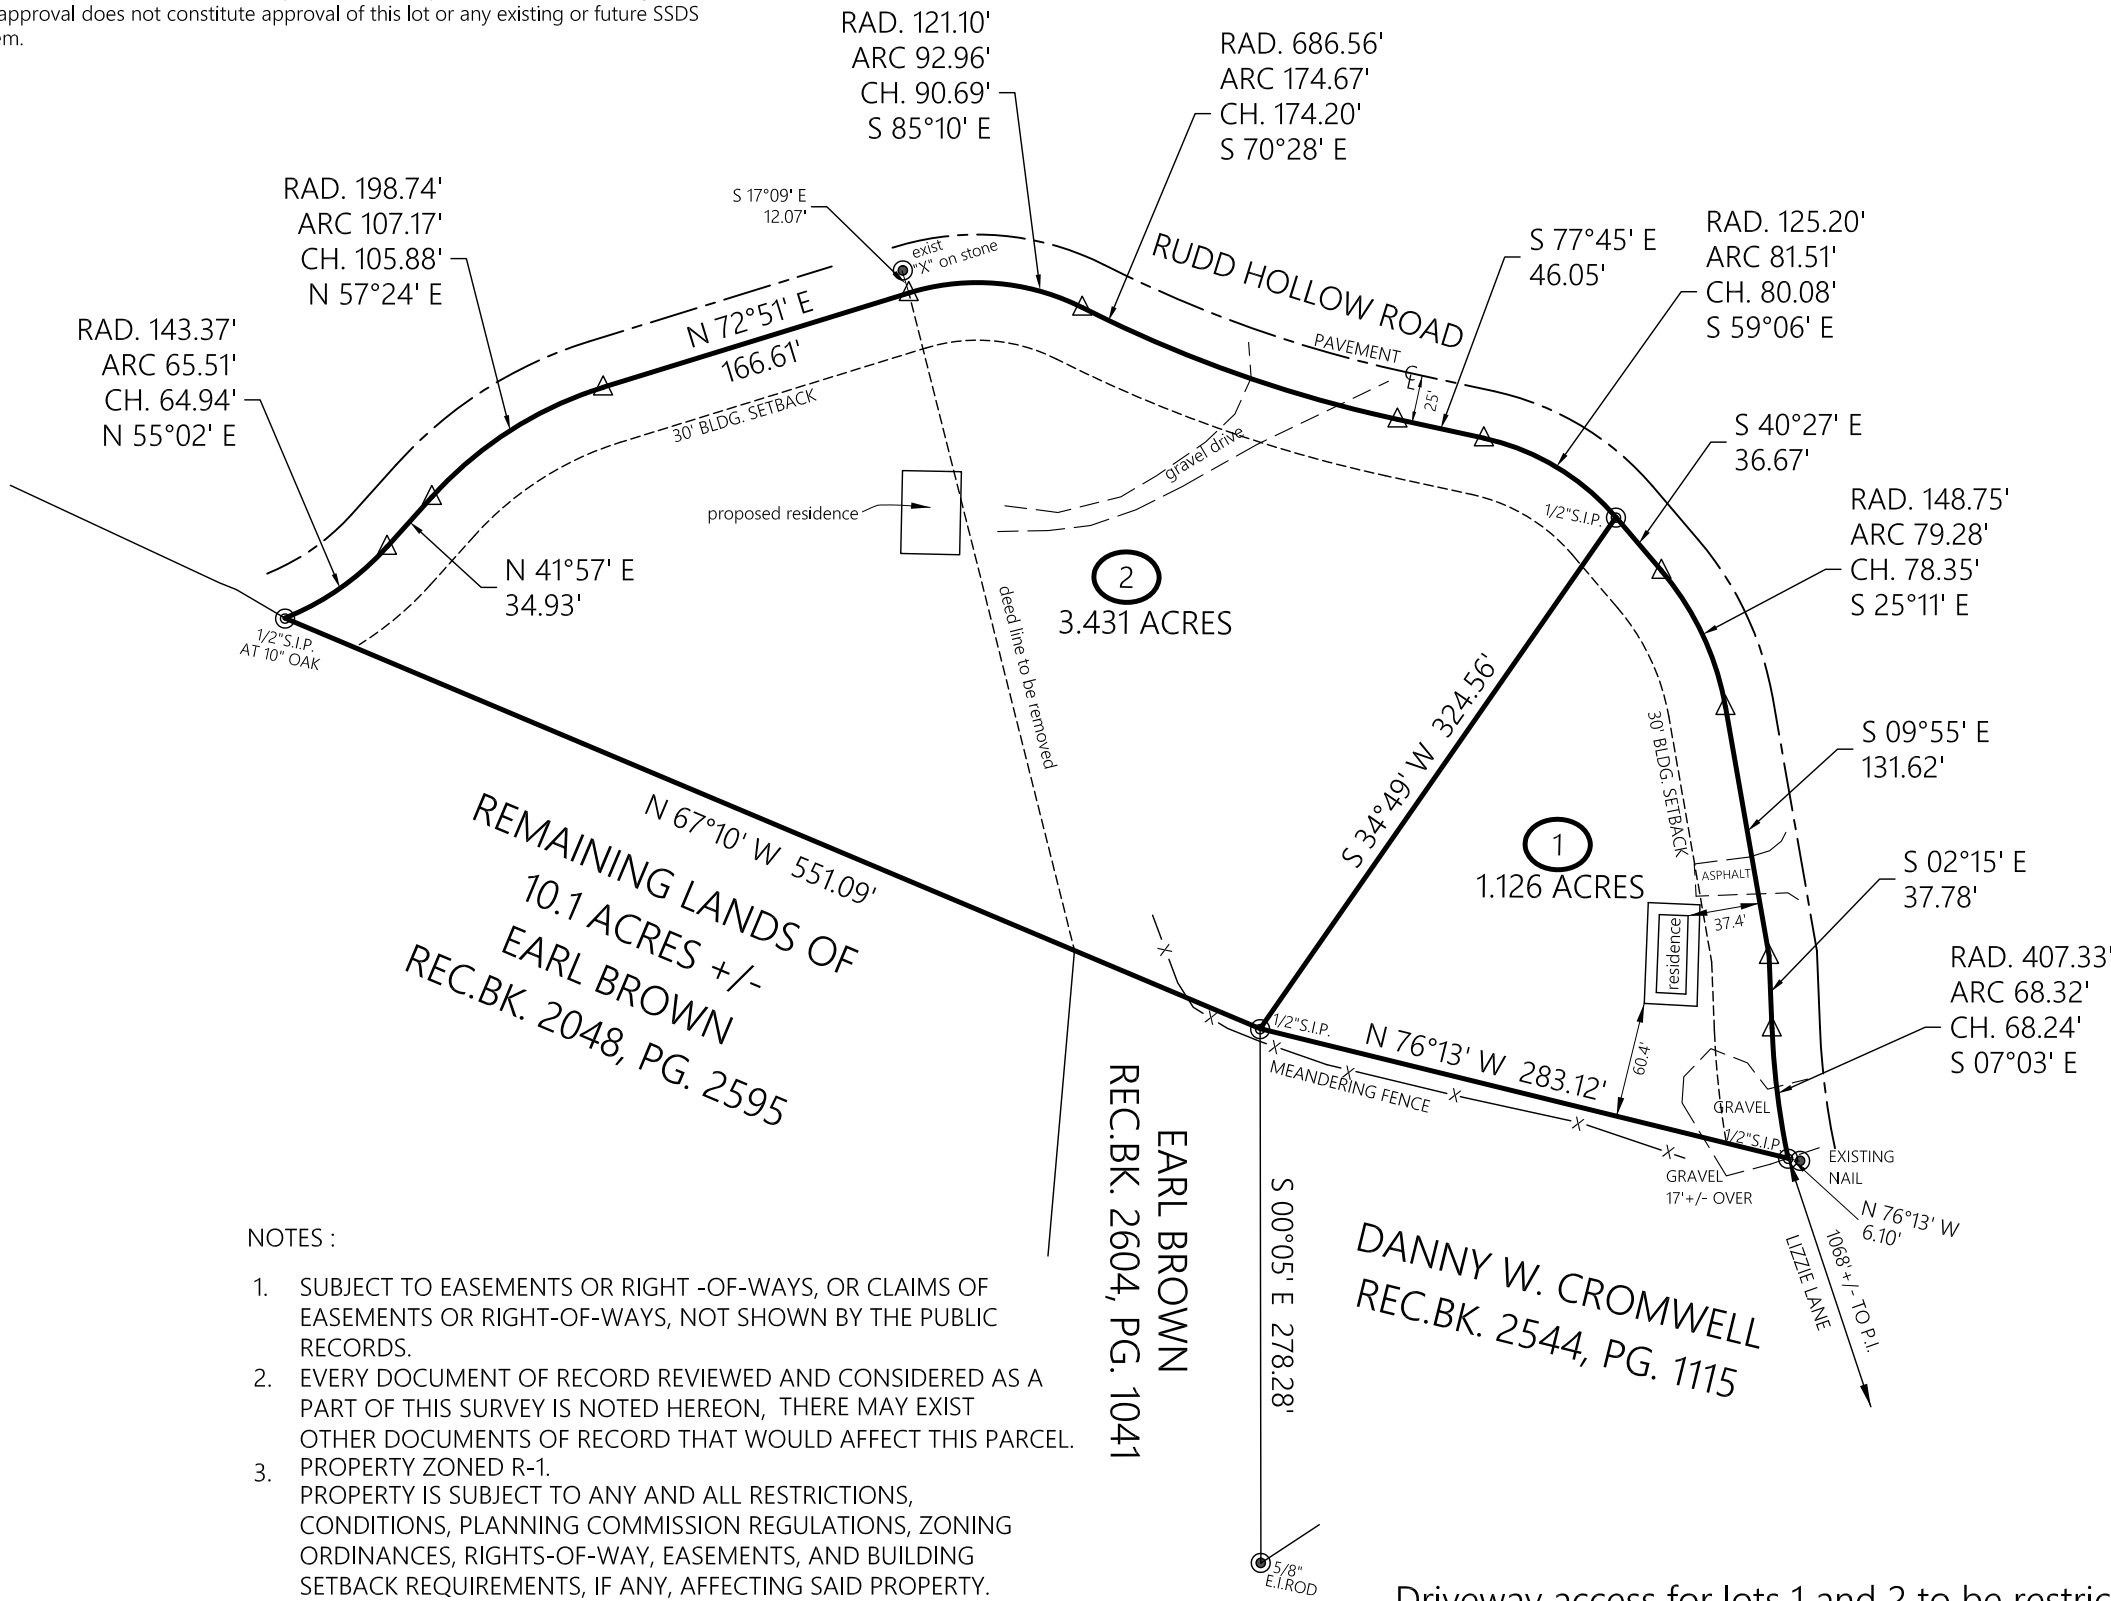 approval does not constitute approval of this lot or any existing or future SSDS
RAD. 121.10'
ARC 92.96'
CH. 90.69'
S 85°10' E
RAD. 686.56'
ARC 174.67'
CH. 174.20'
S 70°28' E
RAD. 198.74'
ARC 107.17'
CH. 105.88'
N 57°24' E
S 17°09' E
12.07'
exist
"X" on stone
RUDD HOLLOW ROAD
PAVEMENT
25'
S 77°45' E
46.05'
RAD. 125.20'
ARC 81.51'
CH. 80.08'
S 59°06' E
RAD. 143.37'
ARC 65.51'
CH. 64.94'
N 55°02' E
N 72°51' E
166.61'
30' BLDG. SETBACK
gravel drive
proposed residence
S 40°27' E
36.67'
1/2"S.I.P.
RAD. 148.75'
ARC 79.28'
CH. 78.35'
S 25°11' E
N 41°57' E
34.93'
1/2"S.I.P.
AT 10" OAK
deed line to be removed
2
3.431 ACRES
S 34°49' W 324.56'
30' BLDG. SETBACK
S 09°55' E
131.62'
N 67°10' W 551.09'
REMAINING LANDS OF
10.1 ACRES +/-
EARL BROWN
REC.BK. 2048, PG. 2595
1
1.126 ACRES
ASPHALT
37.4'
residence
60.4'
S 02°15' E
37.78'
RAD. 407.33'
ARC 68.32'
CH. 68.24'
S 07°03' E
1/2"S.I.P.
N 76°13' W 283.12'
X
X
X
X
X
X
X
MEANDERING FENCE
GRAVEL
1/2"S.I.P.
GRAVEL
17'+/- OVER
EXISTING
NAIL
N 76°13' W
6.10'
1068'+/- TO P.I.
LIZZIE LANE
EARL BROWN
REC.BK. 2604, PG. 1041
S 00°05' E 278.28'
DANNY W. CROMWELL
REC.BK. 2544, PG. 1115
5/8"
E.I.ROD
NOTES :
1. SUBJECT TO EASEMENTS OR RIGHT -OF-WAYS, OR CLAIMS OF
EASEMENTS OR RIGHT-OF-WAYS, NOT SHOWN BY THE PUBLIC
RECORDS.
2. EVERY DOCUMENT OF RECORD REVIEWED AND CONSIDERED AS A
PART OF THIS SURVEY IS NOTED HEREON, THERE MAY EXIST
OTHER DOCUMENTS OF RECORD THAT WOULD AFFECT THIS PARCEL.
3. PROPERTY ZONED R-1.
PROPERTY IS SUBJECT TO ANY AND ALL RESTRICTIONS,
CONDITIONS, PLANNING COMMISSION REGULATIONS, ZONING
ORDINANCES, RIGHTS-OF-WAY, EASEMENTS, AND BUILDING
SETBACK REQUIREMENTS, IF ANY, AFFECTING SAID PROPERTY.
Driveway access for lots 1 and 2 to be restric